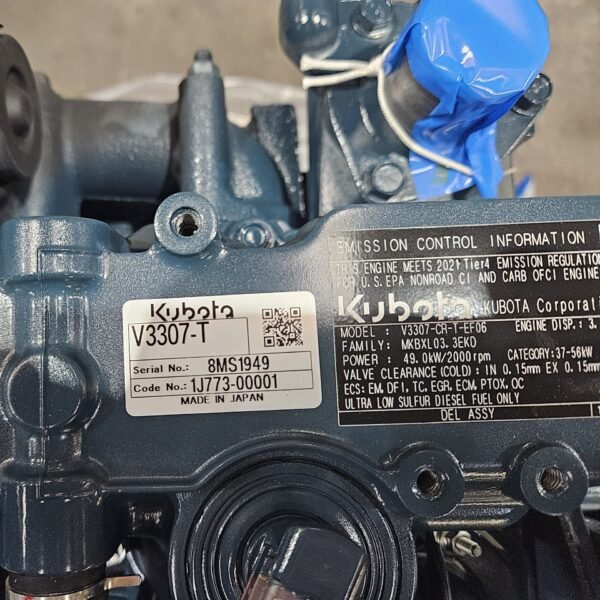 Kubota
V3307-T
Serial No.: 8MS1949
Code No.: 1J773-00001
MADE IN JAPAN
EMISSION CONTROL INFORMATION
THIS ENGINE MEETS 2021 Tier4 EMISSION REGULATION
FOR U.S. EPA NONROAD CI AND CARB OFCI ENGINE
Kubota KUBOTA Corporati
MODEL : V3307-CR-T-EF06 ENGINE DISP.: 3.
FAMILY : MKBXL03.3EKD
POWER : 49.0kW/2000rpm CATEGORY:37-56kW
VALVE CLEARANCE (COLD) : IN 0.15mm EX 0.15mm
ECS: EM, DFI, TC, EGR, ECM, PTOX, OC
ULTRA LOW SULFUR DIESEL FUEL ONLY
DEL ASSY